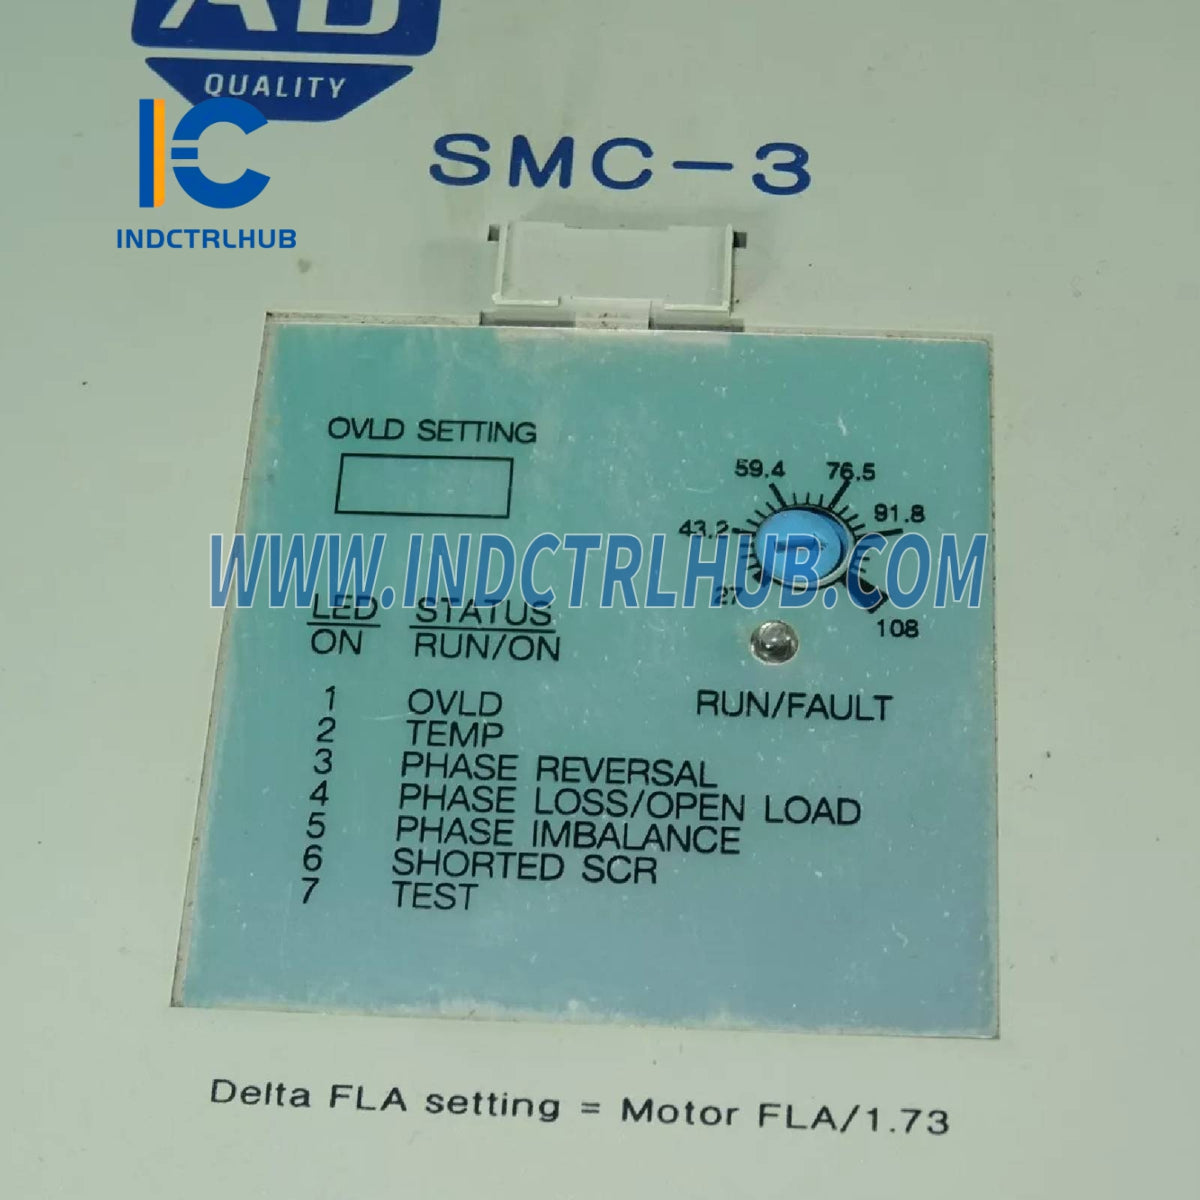 AB
QUALITY
IC
INDCTRLHUB
SMC-3
OVLD SETTING
59.4
76.5
43.2
91.8
27
108
WWW.INDCTRLHUB.COM
LED STATUS
ON RUN/ON
RUN/FAULT
1 OVLD
2 TEMP
3 PHASE REVERSAL
4 PHASE LOSS/OPEN LOAD
5 PHASE IMBALANCE
6 SHORTED SCR
7 TEST
Delta FLA setting = Motor FLA/1.73